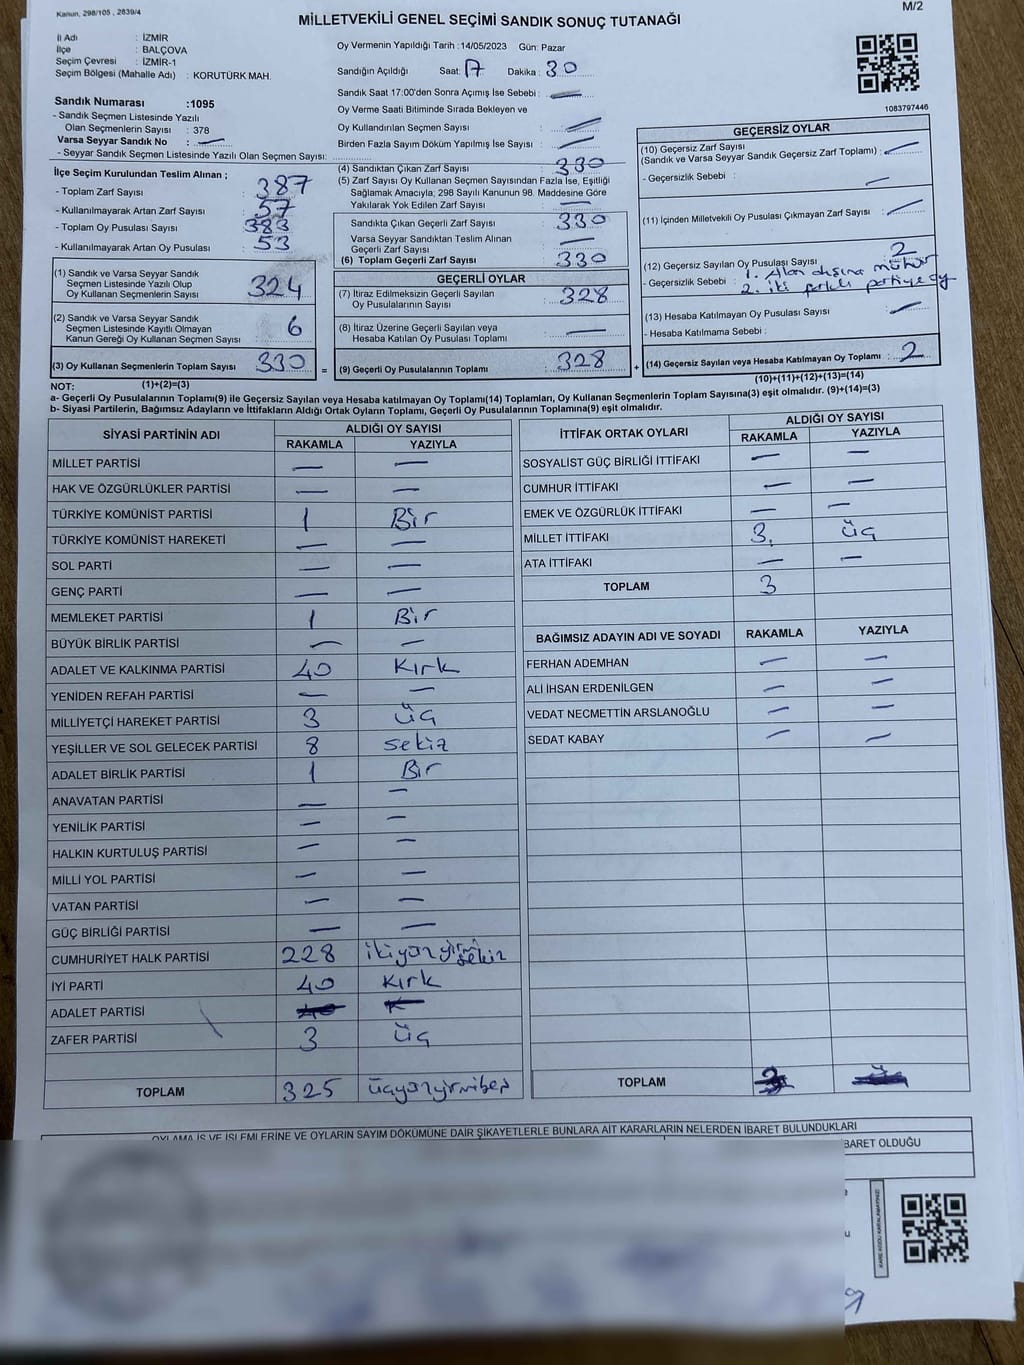 Kanun, 298/105 , 2839/4
M/2
MİLLETVEKİLİ GENEL SEÇİMİ SANDIK SONUÇ TUTANAĞI
İl Adı : İZMİR
İlçe : BALÇOVA
Seçim Çevresi : İZMİR-1
Seçim Bölgesi (Mahalle Adı) : KORUTÜRK MAH.
Sandık Numarası :1095
- Sandık Seçmen Listesinde Yazılı
Olan Seçmenlerin Sayısı : 378
Varsa Seyyar Sandık No : —
- Seyyar Sandık Seçmen Listesinde Yazılı Olan Seçmen Sayısı:
Oy Vermenin Yapıldığı Tarih :14/05/2023 Gün: Pazar
Sandığın Açıldığı Saat: 17 Dakika : 30
Sandık Saat 17:00'den Sonra Açımış İse Sebebi : —
Oy Verme Saati Bitiminde Sırada Bekleyen ve
Oy Kullandırılan Seçmen Sayısı : —
Birden Fazla Sayım Döküm Yapılmış İse Sayısı : —
1083797446
İlçe Seçim Kurulundan Teslim Alınan ;
- Toplam Zarf Sayısı : 387
- Kullanılmayarak Artan Zarf Sayısı : 57
- Toplam Oy Pusulası Sayısı : 383
- Kullanılmayarak Artan Oy Pusulası : 53
(1) Sandık ve Varsa Seyyar Sandık
Seçmen Listesinde Yazılı Olup
Oy Kullanan Seçmenlerin Sayısı : 324
(2) Sandık ve Varsa Seyyar Sandık
Seçmen Listesinde Kayıtlı Olmayan
Kanun Gereği Oy Kullanan Seçmen Sayısı : 6
(3) Oy Kullanan Seçmenlerin Toplam Sayısı : 330
(4) Sandıktan Çıkan Zarf Sayısı : 330
(5) Zarf Sayısı Oy Kullanan Seçmen Sayısından Fazla İse, Eşitliği
Sağlamak Amacıyla; 298 Sayılı Kanunun 98. Maddesine Göre
Yakılarak Yok Edilen Zarf Sayısı : —
Sandıkta Çıkan Geçerli Zarf Sayısı : 330
Varsa Seyyar Sandıktan Teslim Alınan
Geçerli Zarf Sayısı : —
(6) Toplam Geçerli Zarf Sayısı : 330
GEÇERLİ OYLAR
(7) İtiraz Edilmeksizin Geçerli Sayılan
Oy Pusulalarının Sayısı : 328
(8) İtiraz Üzerine Geçerli Sayılan veya
Hesaba Katılan Oy Pusulası Toplamı : —
= (9) Geçerli Oy Pusulalarının Toplamı : 328
GEÇERSİZ OYLAR
(10) Geçersiz Zarf Sayısı
(Sandık ve Varsa Seyyar Sandık Geçersiz Zarf Toplamı) : —
- Geçersizlik Sebebi : —
(11) İçinden Milletvekili Oy Pusulası Çıkmayan Zarf Sayısı : —
(12) Geçersiz Sayılan Oy Pusulası Sayısı : 2
- Geçersizlik Sebebi : 1. Alan dışına mühür
2. iki farklı partiye oy
(13) Hesaba Katılmayan Oy Pusulası Sayısı : —
- Hesaba Katılmama Sebebi :
+ (14) Geçersiz Sayılan veya Hesaba Katılmayan Oy Toplamı : 2
NOT: (1)+(2)=(3)
(10)+(11)+(12)+(13)=(14)
a- Geçerli Oy Pusulalarının Toplamı(9) ile Geçersiz Sayılan veya Hesaba katılmayan Oy Toplamı(14) Toplamları, Oy Kullanan Seçmenlerin Toplam Sayısına(3) eşit olmalıdır. (9)+(14)=(3)
b- Siyasi Partilerin, Bağımsız Adayların ve İttifakların Aldığı Ortak Oyların Toplamı, Geçerli Oy Pusulalarının Toplamına(9) eşit olmalıdır.
SİYASİ PARTİNİN ADI ALDIĞI OY SAYISI
RAKAMLA YAZIYLA
MİLLET PARTİSİ — —
HAK VE ÖZGÜRLÜKLER PARTİSİ — —
TÜRKİYE KOMÜNİST PARTİSİ 1 Bir
TÜRKİYE KOMÜNİST HAREKETİ — —
SOL PARTİ — —
GENÇ PARTİ — —
MEMLEKET PARTİSİ 1 Bir
BÜYÜK BİRLİK PARTİSİ — —
ADALET VE KALKINMA PARTİSİ 40 Kırk
YENİDEN REFAH PARTİSİ — —
MİLLİYETÇİ HAREKET PARTİSİ 3 üç
YEŞİLLER VE SOL GELECEK PARTİSİ 8 sekiz
ADALET BİRLİK PARTİSİ 1 Bir
ANAVATAN PARTİSİ — —
YENİLİK PARTİSİ — —
HALKIN KURTULUŞ PARTİSİ — —
MİLLİ YOL PARTİSİ — —
VATAN PARTİSİ — —
GÜÇ BİRLİĞİ PARTİSİ — —
CUMHURİYET HALK PARTİSİ 228 ikiyüzyirmi sekiz
İYİ PARTİ 40 Kırk
ADALET PARTİSİ
ZAFER PARTİSİ 3 üç
TOPLAM 325 üçyüzyirmibeş
İTTİFAK ORTAK OYLARI ALDIĞI OY SAYISI
RAKAMLA YAZIYLA
SOSYALİST GÜÇ BİRLİĞİ İTTİFAKI — —
CUMHUR İTTİFAKI — —
EMEK VE ÖZGÜRLÜK İTTİFAKI — —
MİLLET İTTİFAKI 3 üç
ATA İTTİFAKI — —
TOPLAM 3
BAĞIMSIZ ADAYIN ADI VE SOYADI RAKAMLA YAZIYLA
FERHAN ADEMHAN — —
ALİ İHSAN ERDENİLGEN — —
VEDAT NECMETTİN ARSLANOĞLU — —
SEDAT KABAY — —
TOPLAM
OYLAMA İŞ VE İŞLEMLERİNE VE OYLARIN SAYIM DÖKÜMÜNE DAİR ŞİKAYETLERLE BUNLARA AİT KARARLARIN NELERDEN İBARET BULUNDUKLARI
BARET OLDUĞU